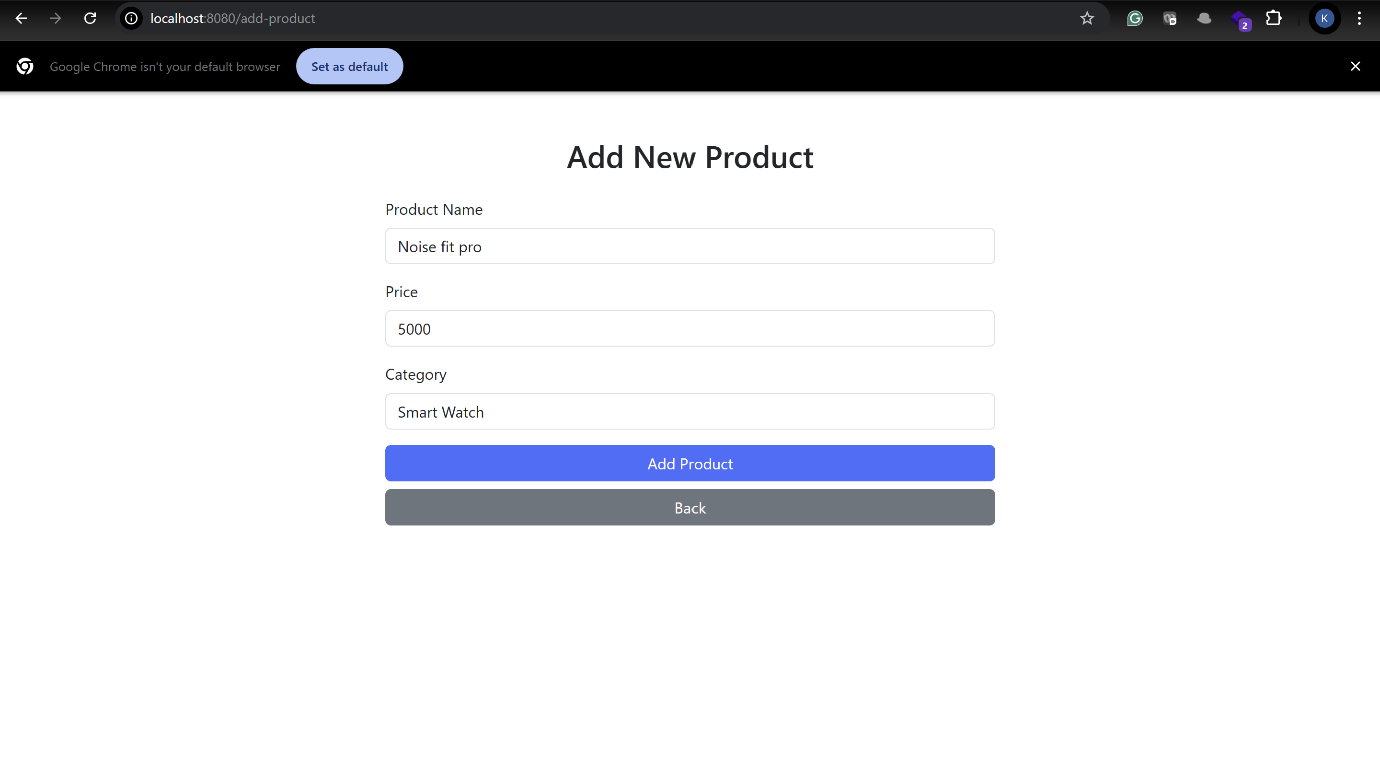 localhost:8080/add-product
K
2
Google Chrome isn't your default browser
Set as default
Add New Product
Product Name
Noise fit pro
Price
5000
Category
Smart Watch
Add Product
Back